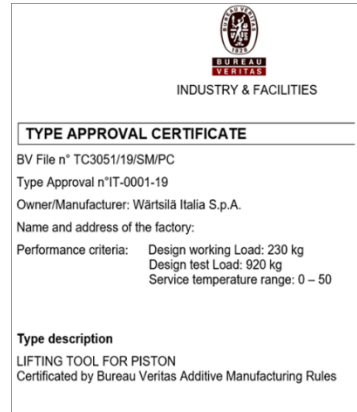 BUREAU VERITAS
1828
BUREAU
VERITAS
INDUSTRY & FACILITIES
TYPE APPROVAL CERTIFICATE
BV File n° TC3051/19/SM/PC
Type Approval n°IT-0001-19
Owner/Manufacturer: Wärtsilä Italia S.p.A.
Name and address of the factory:
Performance criteria: Design working Load: 230 kg
Design test Load: 920 kg
Service temperature range: 0 – 50
Type description
LIFTING TOOL FOR PISTON
Certificated by Bureau Veritas Additive Manufacturing Rules